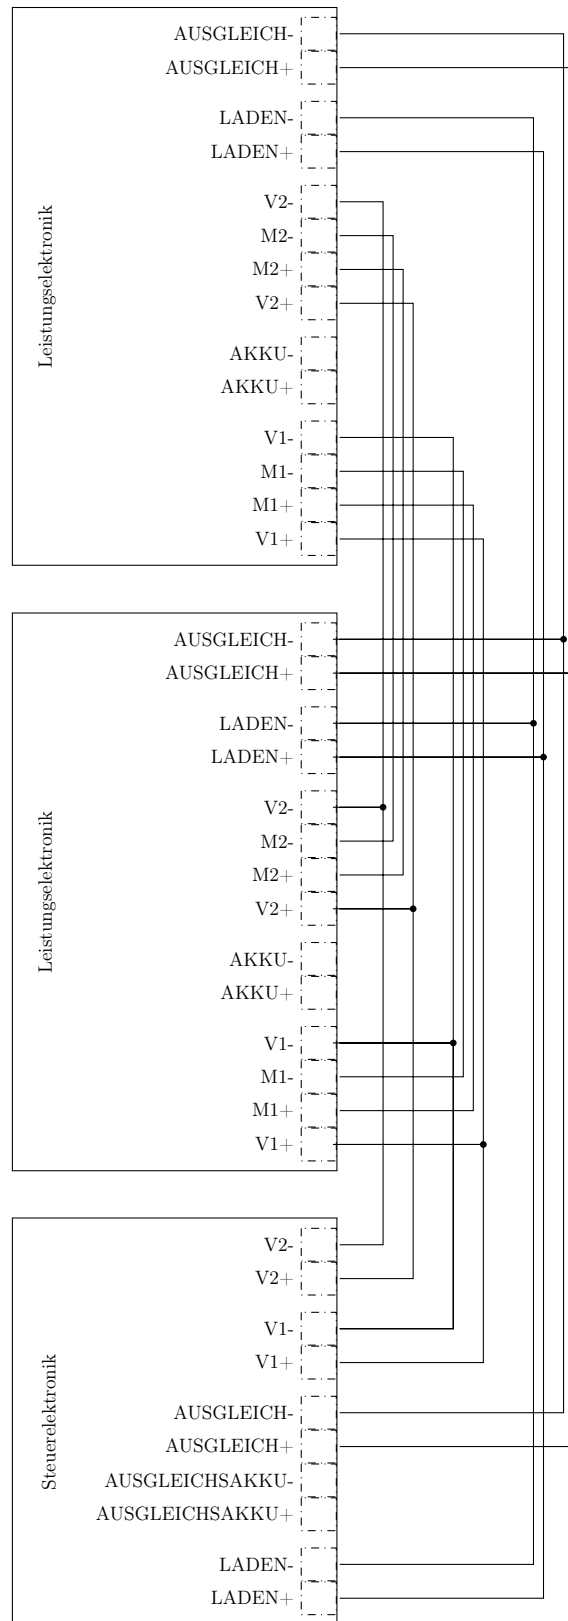 Leistungselektronik
AUSGLEICH-
AUSGLEICH+
LADEN-
LADEN+
V2-
M2-
M2+
V2+
AKKU-
AKKU+
V1-
M1-
M1+
V1+
Leistungselektronik
AUSGLEICH-
AUSGLEICH+
LADEN-
LADEN+
V2-
M2-
M2+
V2+
AKKU-
AKKU+
V1-
M1-
M1+
V1+
Steuerelektronik
V2-
V2+
V1-
V1+
AUSGLEICH-
AUSGLEICH+
AUSGLEICHSAKKU-
AUSGLEICHSAKKU+
LADEN-
LADEN+